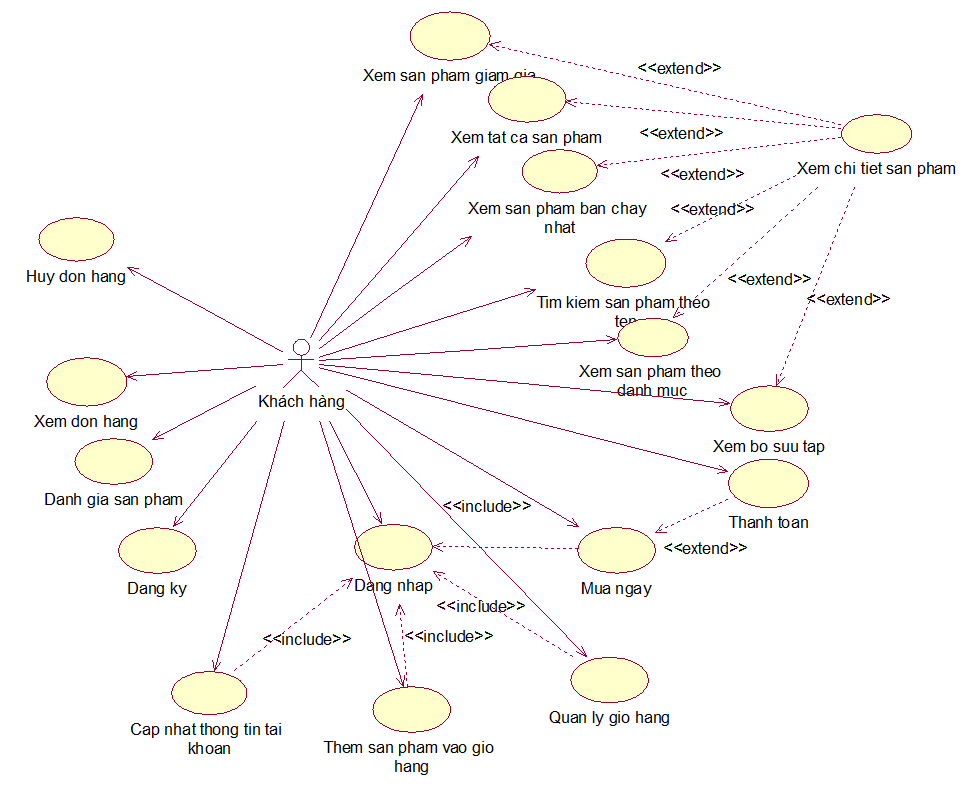 Xem san pham giam gia
<<extend>>
Xem tat ca san pham
<<extend>>
Xem chi tiet san pham
<<extend>>
Xem san pham ban chay
nhat
<<extend>>
Huy don hang
<<extend>>
Tim kiem san pham theo
ten
<<extend>>
Xem san pham theo
danh muc
Khách hàng
Xem don hang
Xem bo suu tap
Danh gia san pham
<<include>>
Thanh toan
<<extend>>
Dang ky
Dang nhap
Mua ngay
<<include>>
<<include>>
<<include>>
Quan ly gio hang
Cap nhat thong tin tai
khoan
Them san pham vao gio
hang